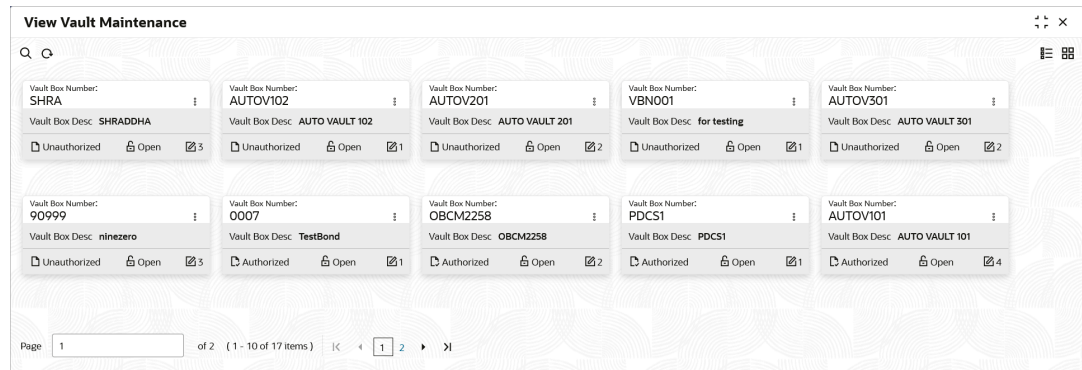 View Vault Maintenance
Vault Box Number:
SHRA
Vault Box Desc SHRADDHA
Unauthorized Open 3
Vault Box Number:
AUTOV102
Vault Box Desc AUTO VAULT 102
Unauthorized Open 1
Vault Box Number:
AUTOV201
Vault Box Desc AUTO VAULT 201
Unauthorized Open 2
Vault Box Number:
VBN001
Vault Box Desc for testing
Unauthorized Open 1
Vault Box Number:
AUTOV301
Vault Box Desc AUTO VAULT 301
Unauthorized Open 2
Vault Box Number:
90999
Vault Box Desc ninezero
Unauthorized Open 3
Vault Box Number:
0007
Vault Box Desc TestBond
Authorized Open 1
Vault Box Number:
OBCM2258
Vault Box Desc OBCM2258
Authorized Open 2
Vault Box Number:
PDCS1
Vault Box Desc PDCS1
Authorized Open 1
Vault Box Number:
AUTOV101
Vault Box Desc AUTO VAULT 101
Authorized Open 4
Page 1 of 2 (1 - 10 of 17 items) 1 2